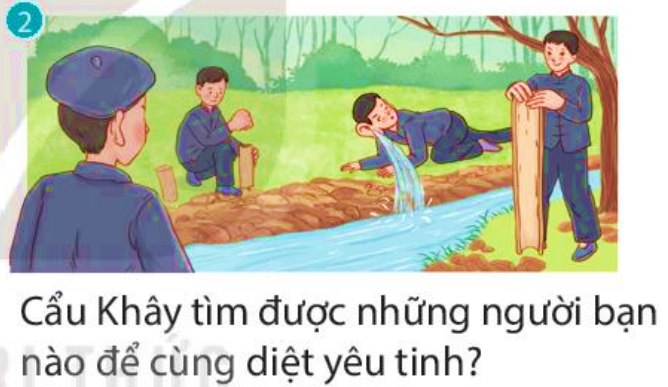 2
Cẩu Khây tìm được những người bạn
nào để cùng diệt yêu tinh?